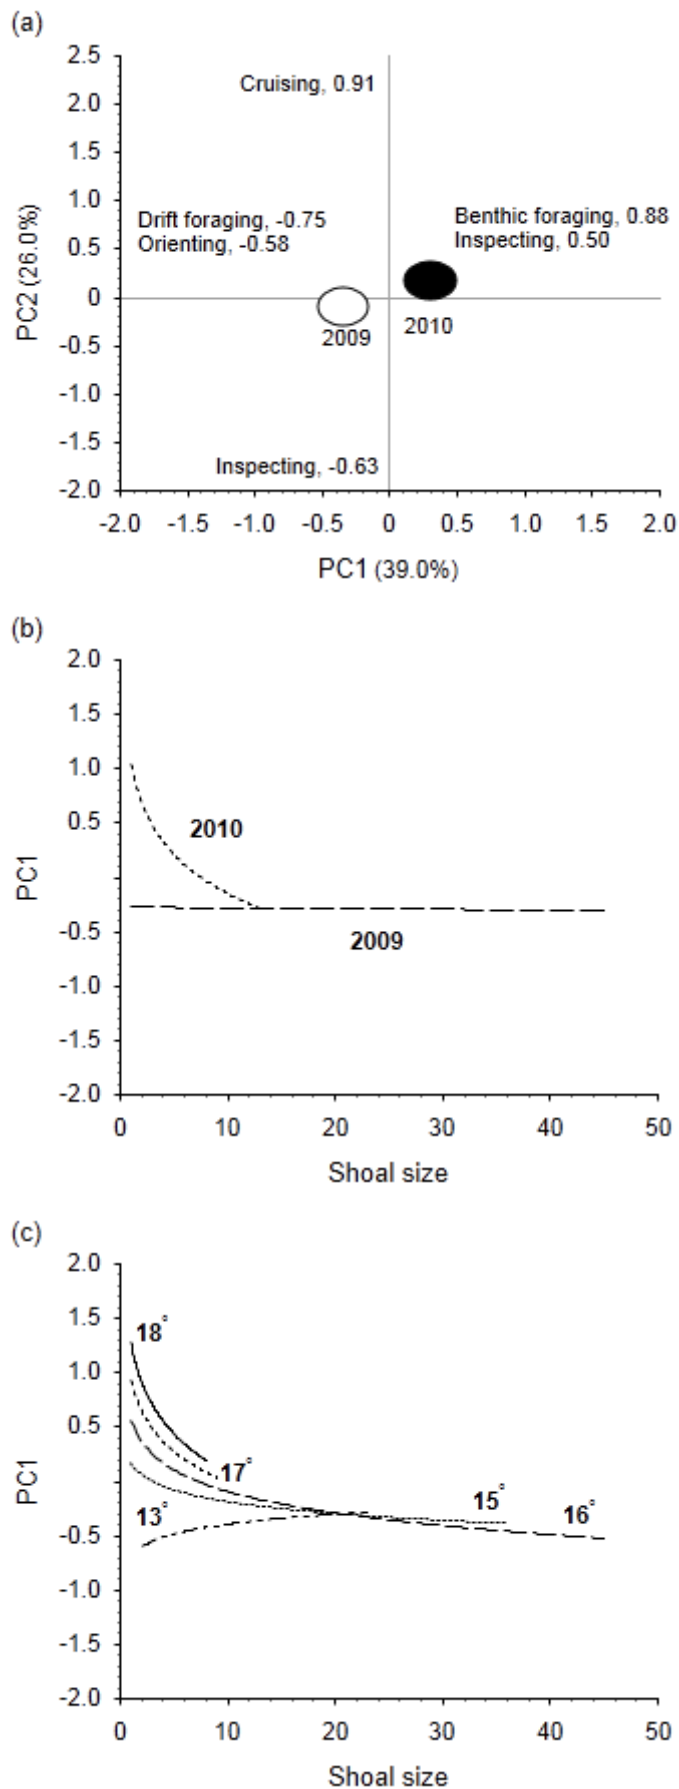 (a)
2.5
2.0
1.5
1.0
0.5
0
-0.5
-1.0
-1.5
-2.0
PC2 (26.0%)
Cruising, 0.91
Drift foraging, -0.75
Orienting, -0.58
Benthic foraging, 0.88
Inspecting, 0.50
2009
2010
Inspecting, -0.63
-2.0 -1.5 -1.0 -0.5 0 0.5 1.0 1.5 2.0
PC1 (39.0%)
(b)
2.0
1.5
1.0
0.5
-0.5
-1.0
-1.5
-2.0
PC1
2010
2009
0 10 20 30 40 50
Shoal size
(c)
2.0
1.5
1.0
0.5
-0.5
-1.0
-1.5
-2.0
PC1
18°
17°
13°
15°
16°
0 10 20 30 40 50
Shoal size